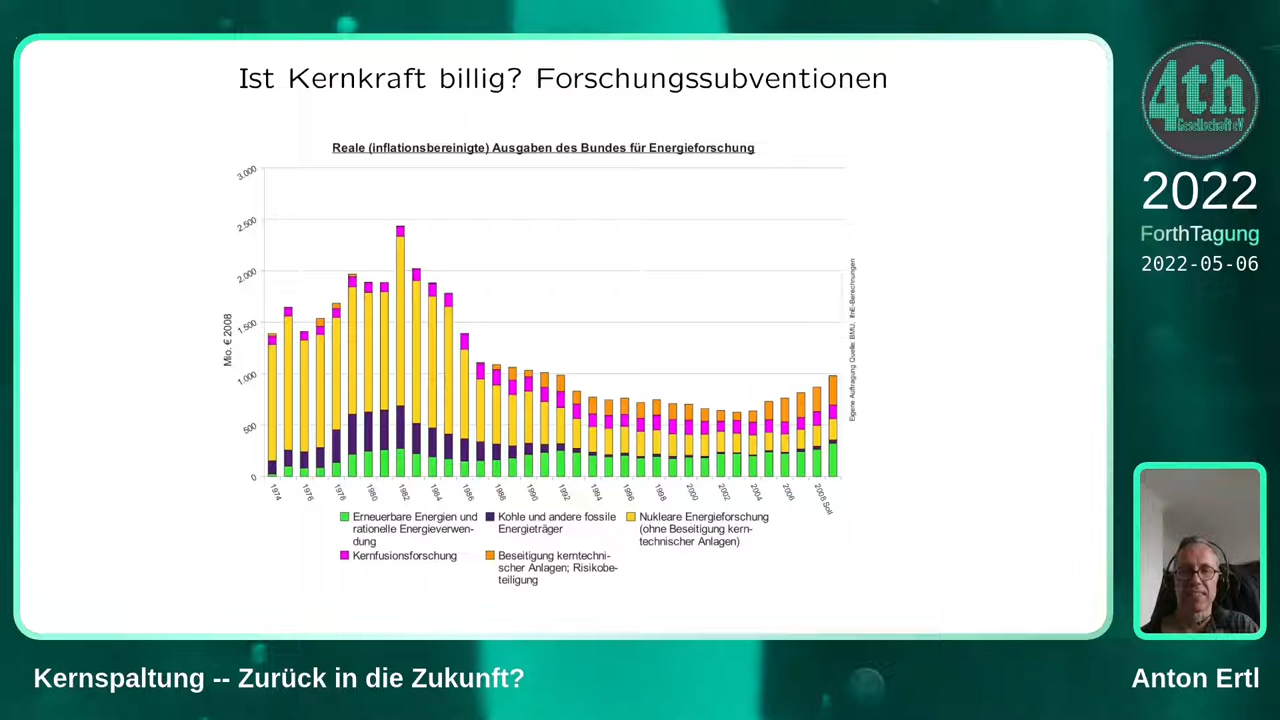 Ist Kernkraft billig? Forschungssubventionen
Reale (inflationsbereinigte) Ausgaben des Bundes für Energieforschung
3.000
2.500
2.000
1.500
1.000
500
0
Mio. € 2008
1974
1976
1978
1980
1982
1984
1986
1988
1990
1992
1994
1996
1998
2000
2002
2004
2006
2008 Soll
Eigene Auftragung Quelle: BMU, IfnE-Berechnungen
Erneuerbare Energien und
rationelle Energieverwen-
dung
Kohle und andere fossile
Energieträger
Nukleare Energieforschung
(ohne Beseitigung kern-
technischer Anlagen)
Kernfusionsforschung
Beseitigung kerntechni-
scher Anlagen; Risikobe-
teiligung
4th
Gesellschaft eV
2022
ForthTagung
2022-05-06
Kernspaltung -- Zurück in die Zukunft?
Anton Ertl